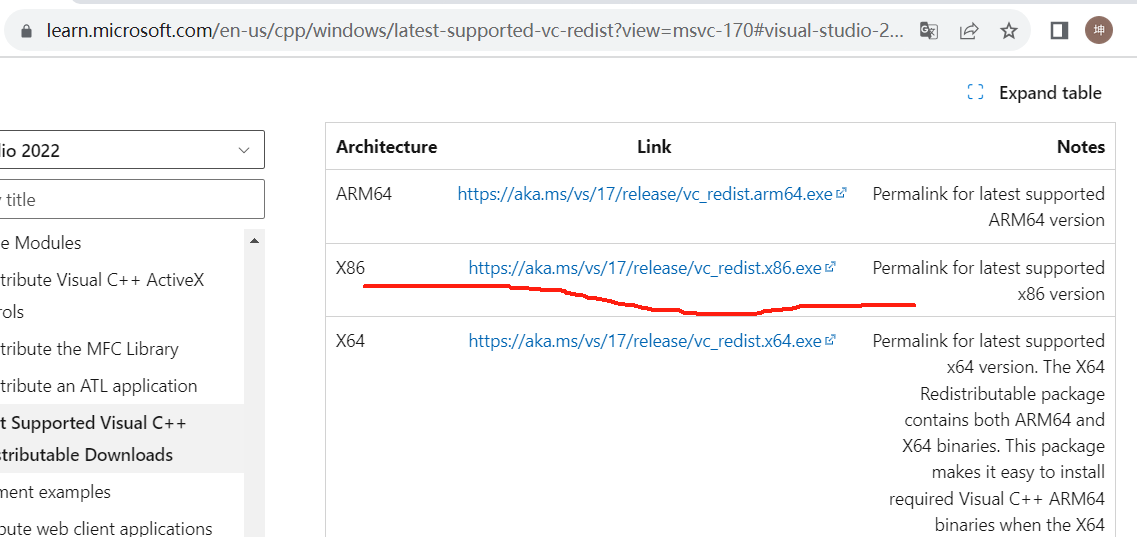 learn.microsoft.com/en-us/cpp/windows/latest-supported-vc-redist?view=msvc-170#visual-studio-2...
坤
Expand table
lio 2022
title
e Modules
tribute Visual C++ ActiveX
rols
tribute the MFC Library
tribute an ATL application
t Supported Visual C++
stributable Downloads
ment examples
bute web client applications
Architecture Link Notes
ARM64 https://aka.ms/vs/17/release/vc_redist.arm64.exe Permalink for latest supported
ARM64 version
X86 https://aka.ms/vs/17/release/vc_redist.x86.exe Permalink for latest supported
x86 version
X64 https://aka.ms/vs/17/release/vc_redist.x64.exe Permalink for latest supported
x64 version. The X64
Redistributable package
contains both ARM64 and
X64 binaries. This package
makes it easy to install
required Visual C++ ARM64
binaries when the X64